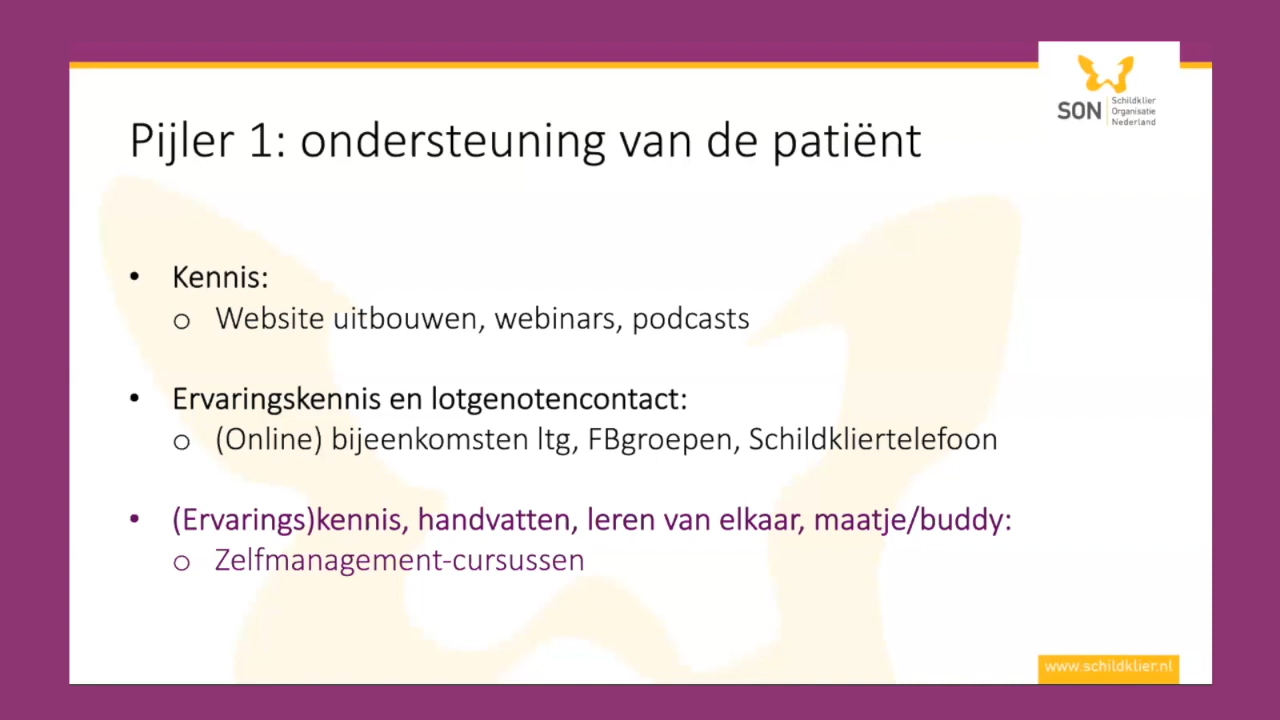 SON
Schildklier
Organisatie
Nederland
Pijler 1: ondersteuning van de patiënt
• Kennis:
o Website uitbouwen, webinars, podcasts
• Ervaringskennis en lotgenotencontact:
o (Online) bijeenkomsten ltg, FBgroepen, Schildkliertelefoon
• (Ervarings)kennis, handvatten, leren van elkaar, maatje/buddy:
o Zelfmanagement-cursussen
www.schildklier.nl